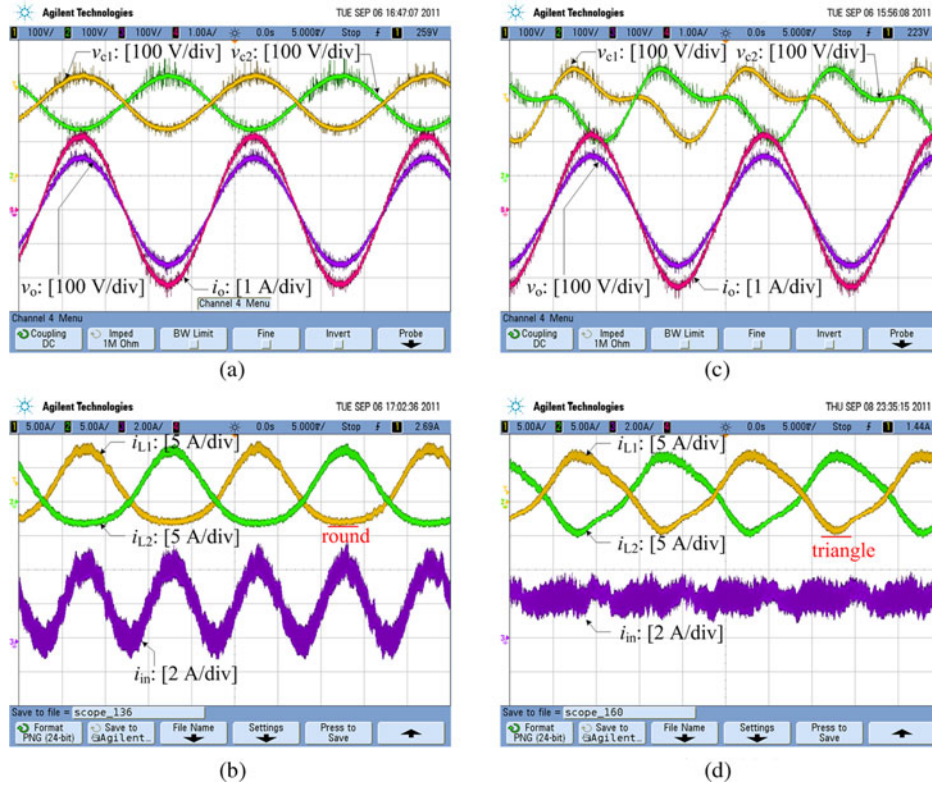 Agilent Technologies TUE SEP 06 16:47:07 2011
1 100V/ 2 100V/ 3 100V/ 4 1.00A/ 0.0s 5.000?/ Stop 1 259V
vc1: [100 V/div] vc2: [100 V/div]
vo: [100 V/div] io: [1 A/div]
Channel 4 Menu
Channel 4 Menu
Coupling Imped BW Limit Fine Invert Probe
DC 1M Ohm
(a)
Agilent Technologies TUE SEP 06 15:56:08 2011
1 100V/ 2 100V/ 3 100V/ 4 1.00A/ 0.0s 5.000?/ Stop 1 223V
vc1: [100 V/div] vc2: [100 V/div]
vo: [100 V/div] io: [1 A/div]
Channel 4 Menu
Coupling Imped BW Limit Fine Invert Probe
DC 1M Ohm
(c)
Agilent Technologies TUE SEP 06 17:02:36 2011
1 5.00A/ 2 5.00A/ 3 2.00A/ 4 0.0s 5.000?/ Stop 1 2.69A
iL1: [5 A/div]
iL2: [5 A/div]
round
iin: [2 A/div]
Save to file = scope_136
Format Save to File Name Settings Press to
PNG (24-bit) Agilent... Save
(b)
Agilent Technologies THU SEP 08 23:35:15 2011
1 5.00A/ 2 5.00A/ 3 2.00A/ 4 0.0s 5.000?/ Stop 1 1.44A
iL1: [5 A/div]
iL2: [5 A/div]
triangle
iin: [2 A/div]
Save to file = scope_160
Format Save to File Name Settings Press to
PNG (24-bit) Agilent... Save
(d)